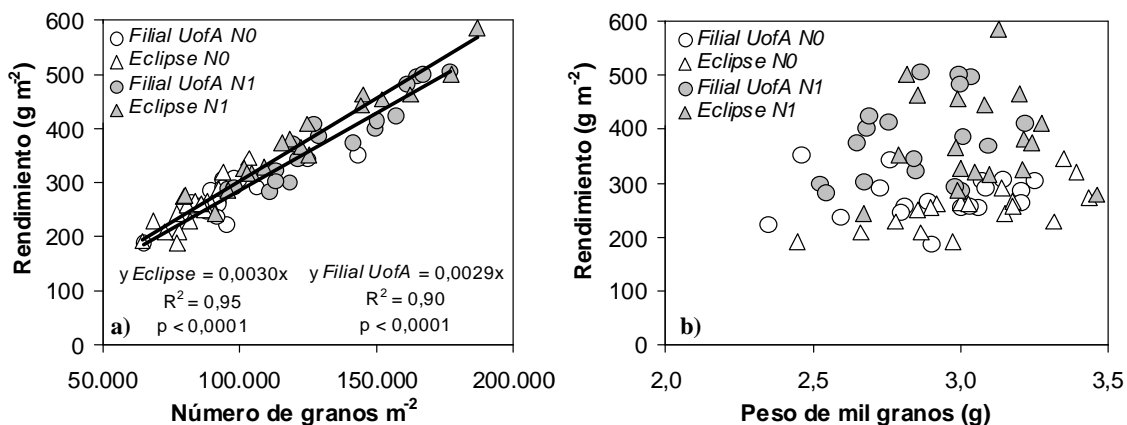 600
500
400
300
200
100
0
Rendimiento (g m-2)
Filial UofA N0
Eclipse N0
Filial UofA N1
Eclipse N1
y Eclipse = 0,0030x
R2 = 0,95
p < 0,0001
y Filial UofA = 0,0029x
R2 = 0,90
p < 0,0001
a)
50.000 100.000 150.000 200.000
Número de granos m-2
600
500
400
300
200
100
0
Rendimiento (g m-2)
Filial UofA N0
Eclipse N0
Filial UofA N1
Eclipse N1
b)
2,0 2,5 3,0 3,5
Peso de mil granos (g)